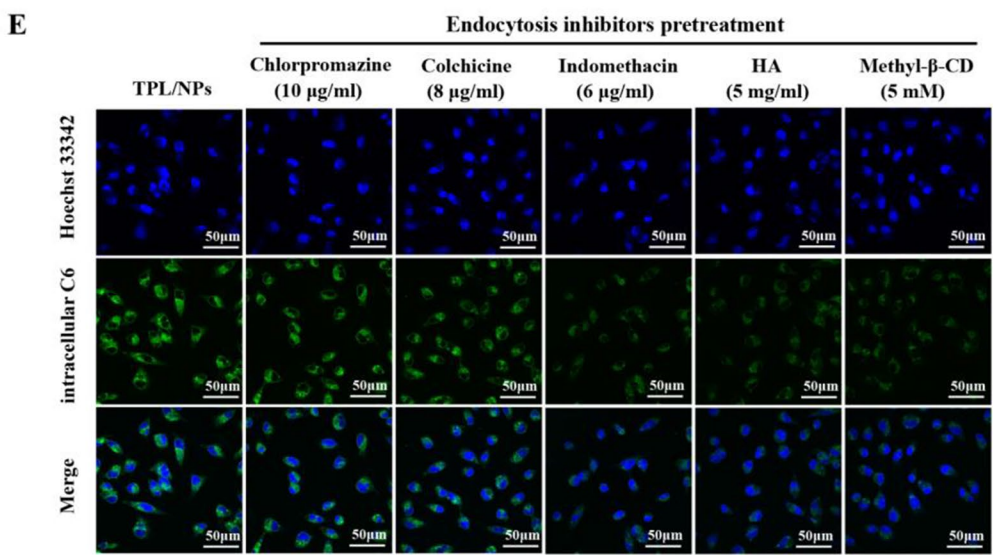 E
Endocytosis inhibitors pretreatment
TPL/NPs
Chlorpromazine
(10 μg/ml)
Colchicine
(8 μg/ml)
Indomethacin
(6 μg/ml)
HA
(5 mg/ml)
Methyl-β-CD
(5 mM)
Hoechst 33342
50μm
50μm
50μm
50μm
50μm
50μm
intracellular C6
50μm
50μm
50μm
50μm
50μm
50μm
Merge
50μm
50μm
50μm
50μm
50μm
50μm